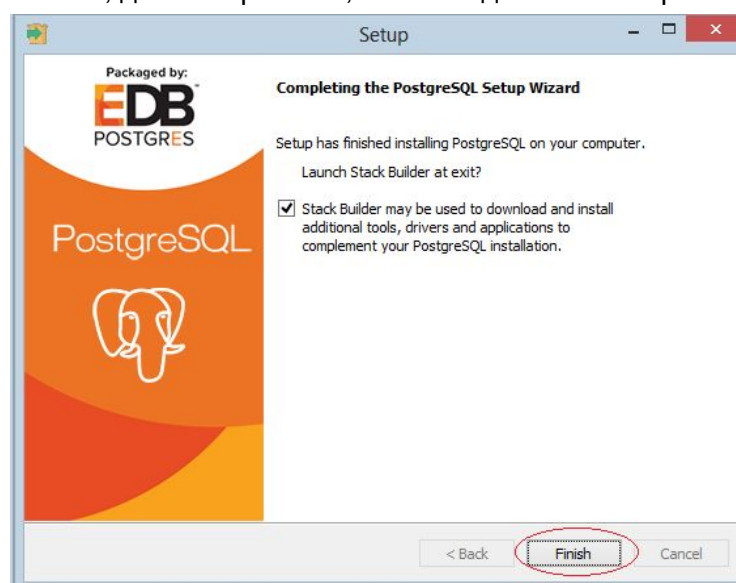 Setup
Packaged by:
EDB
POSTGRES
PostgreSQL
Completing the PostgreSQL Setup Wizard
Setup has finished installing PostgreSQL on your computer.
Launch Stack Builder at exit?
Stack Builder may be used to download and install
additional tools, drivers and applications to
complement your PostgreSQL installation.
< Back
Finish
Cancel